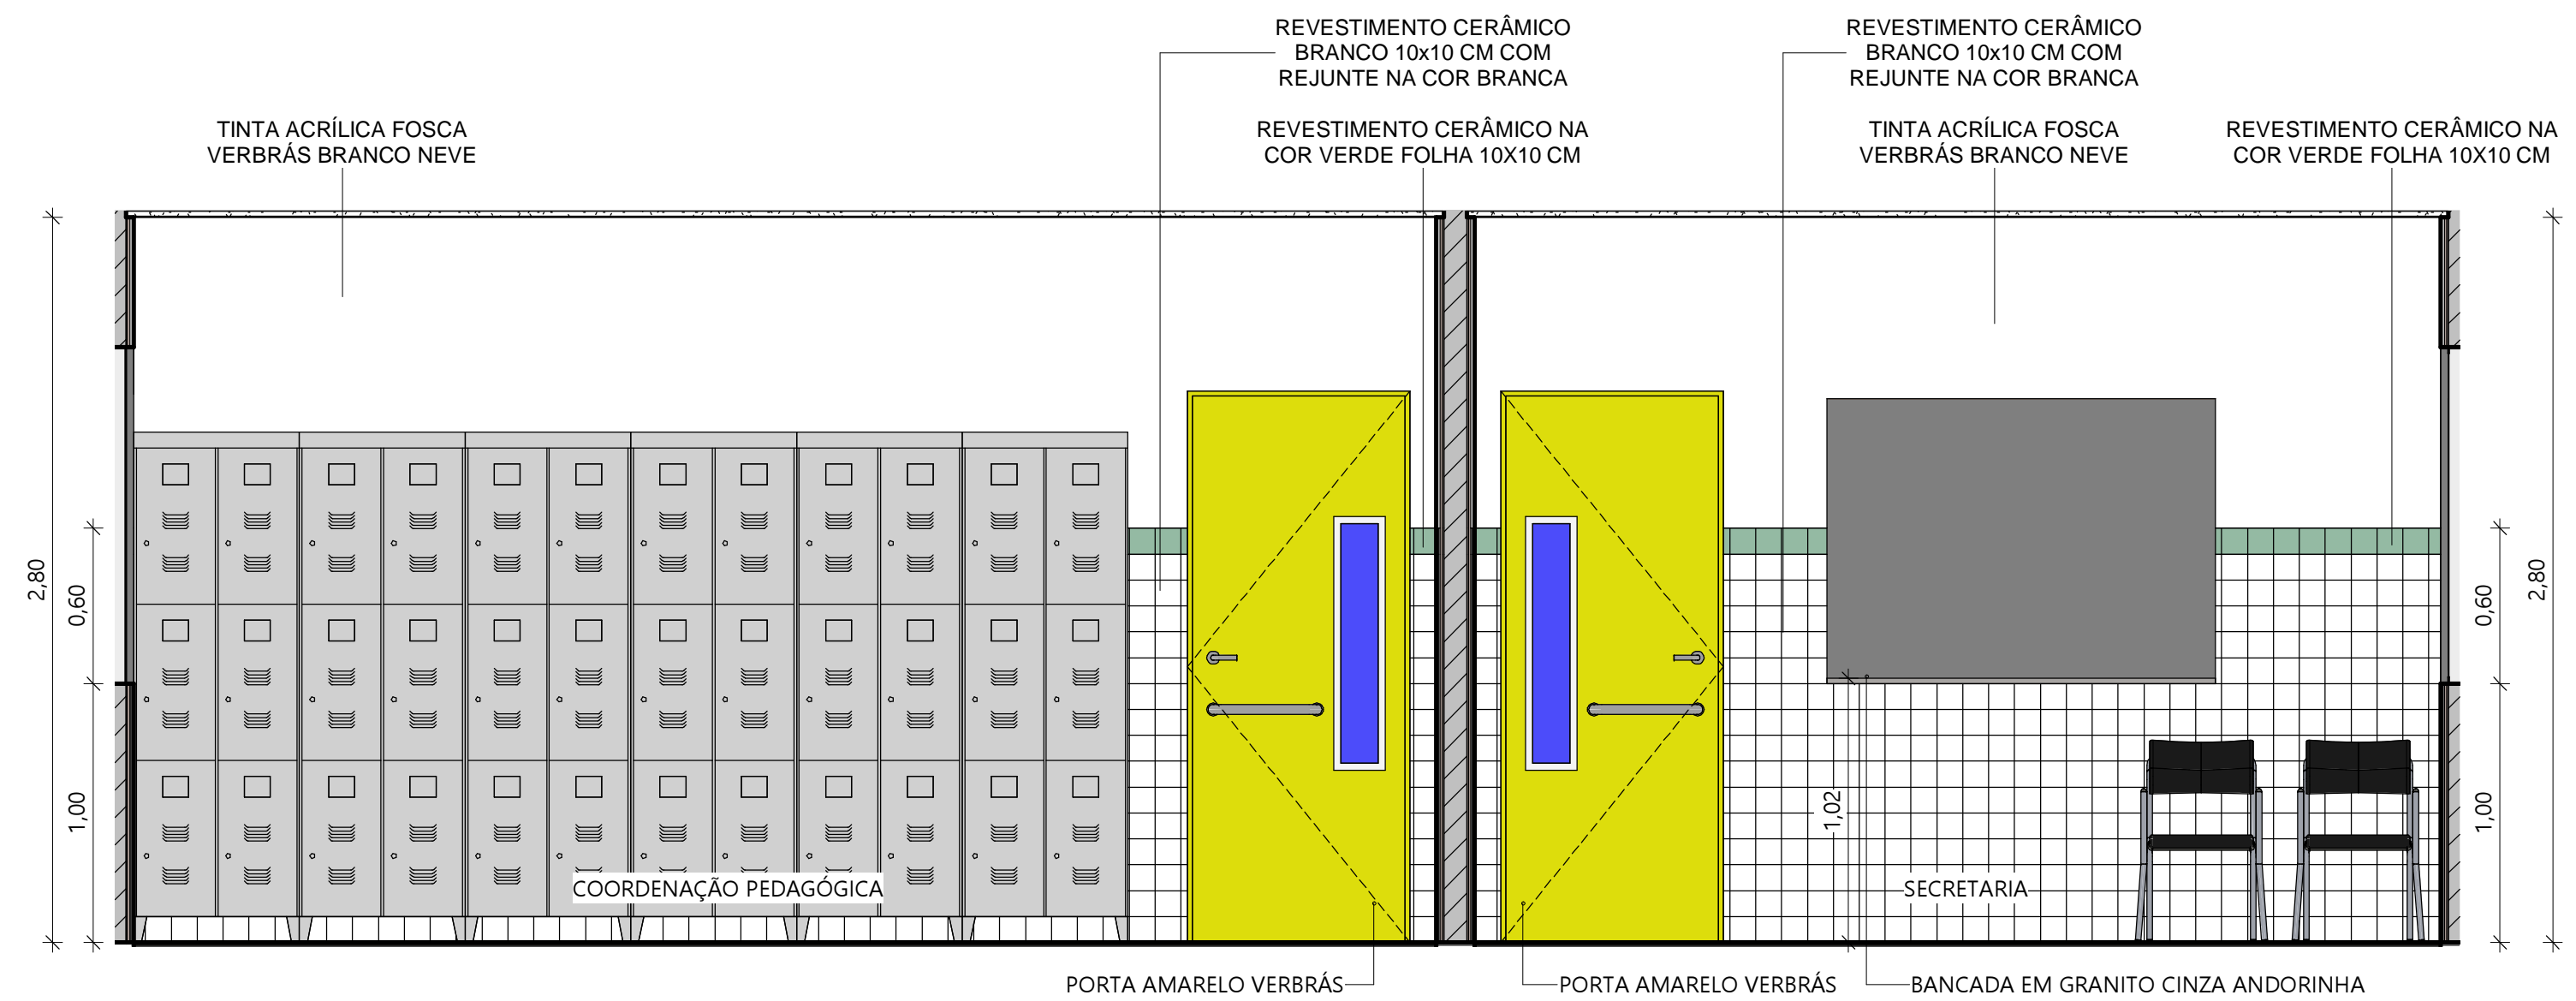 REVESTIMENTO CERÂMICO
BRANCO 10x10 CM COM
REJUNTE NA COR BRANCA
REVESTIMENTO CERÂMICO
BRANCO 10x10 CM COM
REJUNTE NA COR BRANCA
TINTA ACRÍLICA FOSCA
VERBRÁS BRANCO NEVE
REVESTIMENTO CERÂMICO NA
COR VERDE FOLHA 10X10 CM
TINTA ACRÍLICA FOSCA
VERBRÁS BRANCO NEVE
REVESTIMENTO CERÂMICO NA
COR VERDE FOLHA 10X10 CM
2,80
0,60
1,00
COORDENAÇÃO PEDAGÓGICA
1,02
SECRETARIA
0,60
1,00
2,80
PORTA AMARELO VERBRÁS
PORTA AMARELO VERBRÁS
BANCADA EM GRANITO CINZA ANDORINHA